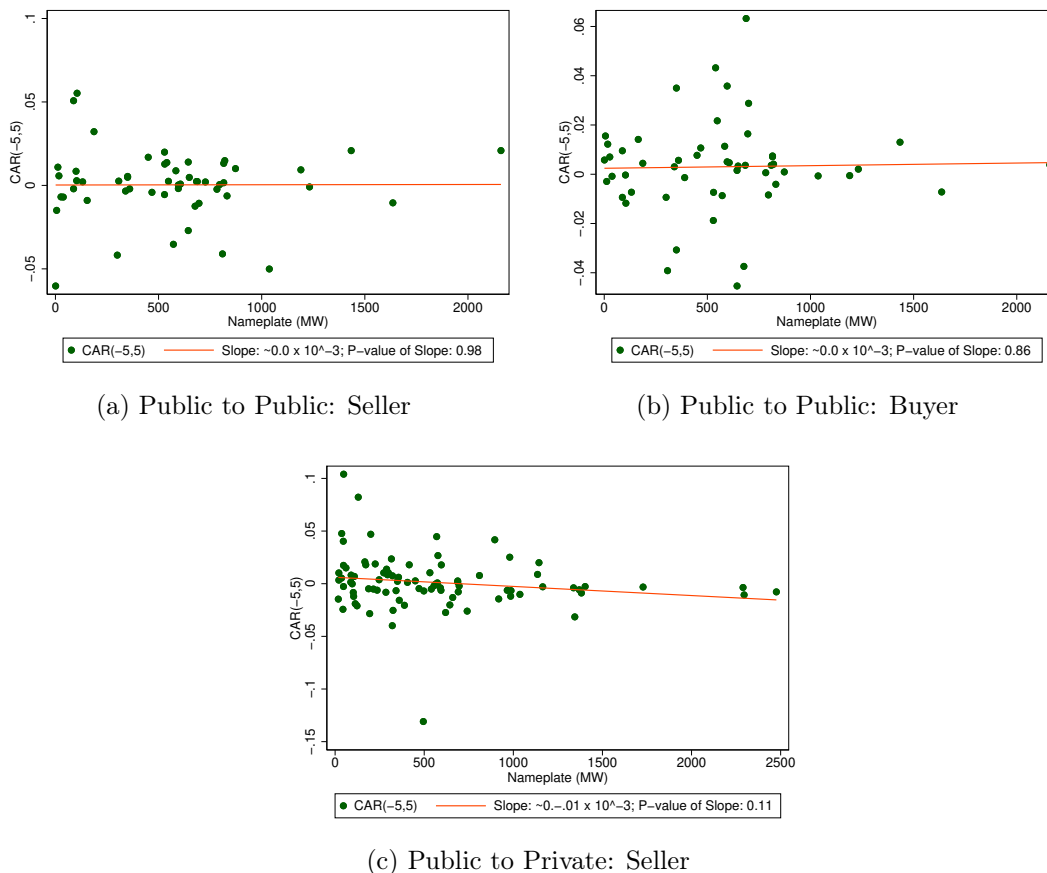 .1
.05
0
−.05
CAR(−5,5)
0 500 1000 1500 2000
Nameplate (MW)
CAR(−5,5) Slope: ~0.0 x 10^−3; P−value of Slope: 0.98
(a) Public to Public: Seller
.06
.04
.02
0
−.02
−.04
CAR(−5,5)
0 500 1000 1500 2000
Nameplate (MW)
CAR(−5,5) Slope: ~0.0 x 10^−3; P−value of Slope: 0.86
(b) Public to Public: Buyer
.1
.05
0
−.05
−.1
−.15
CAR(−5,5)
0 500 1000 1500 2000 2500
Nameplate (MW)
CAR(−5,5) Slope: ~0.−.01 x 10^−3; P−value of Slope: 0.11
(c) Public to Private: Seller